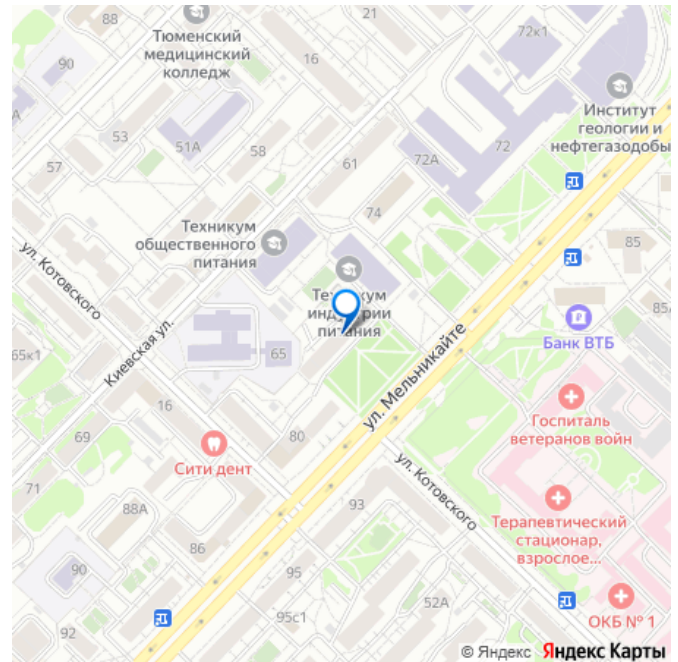 88
21
72к1
Тюменский
медицинский
колледж
16
90
Институт
геологии и
нефтегазодобы
53
51А
58
72А
72
57
61
74
Техникум
общественного
питания
85
ул. Котовского
Техникум
индустрии
питания
85
Банк ВТБ
65к1
Киевская ул.
65
ул. Мельникайте
16
Госпиталь
ветеранов войн
69
80
Сити дент
ул. Котовского
71
88А
93
Терапевтический
стационар,
взрослое...
86
90
95
52А
ОКБ № 1
92
95с1
© Яндекс Яндекс Карты